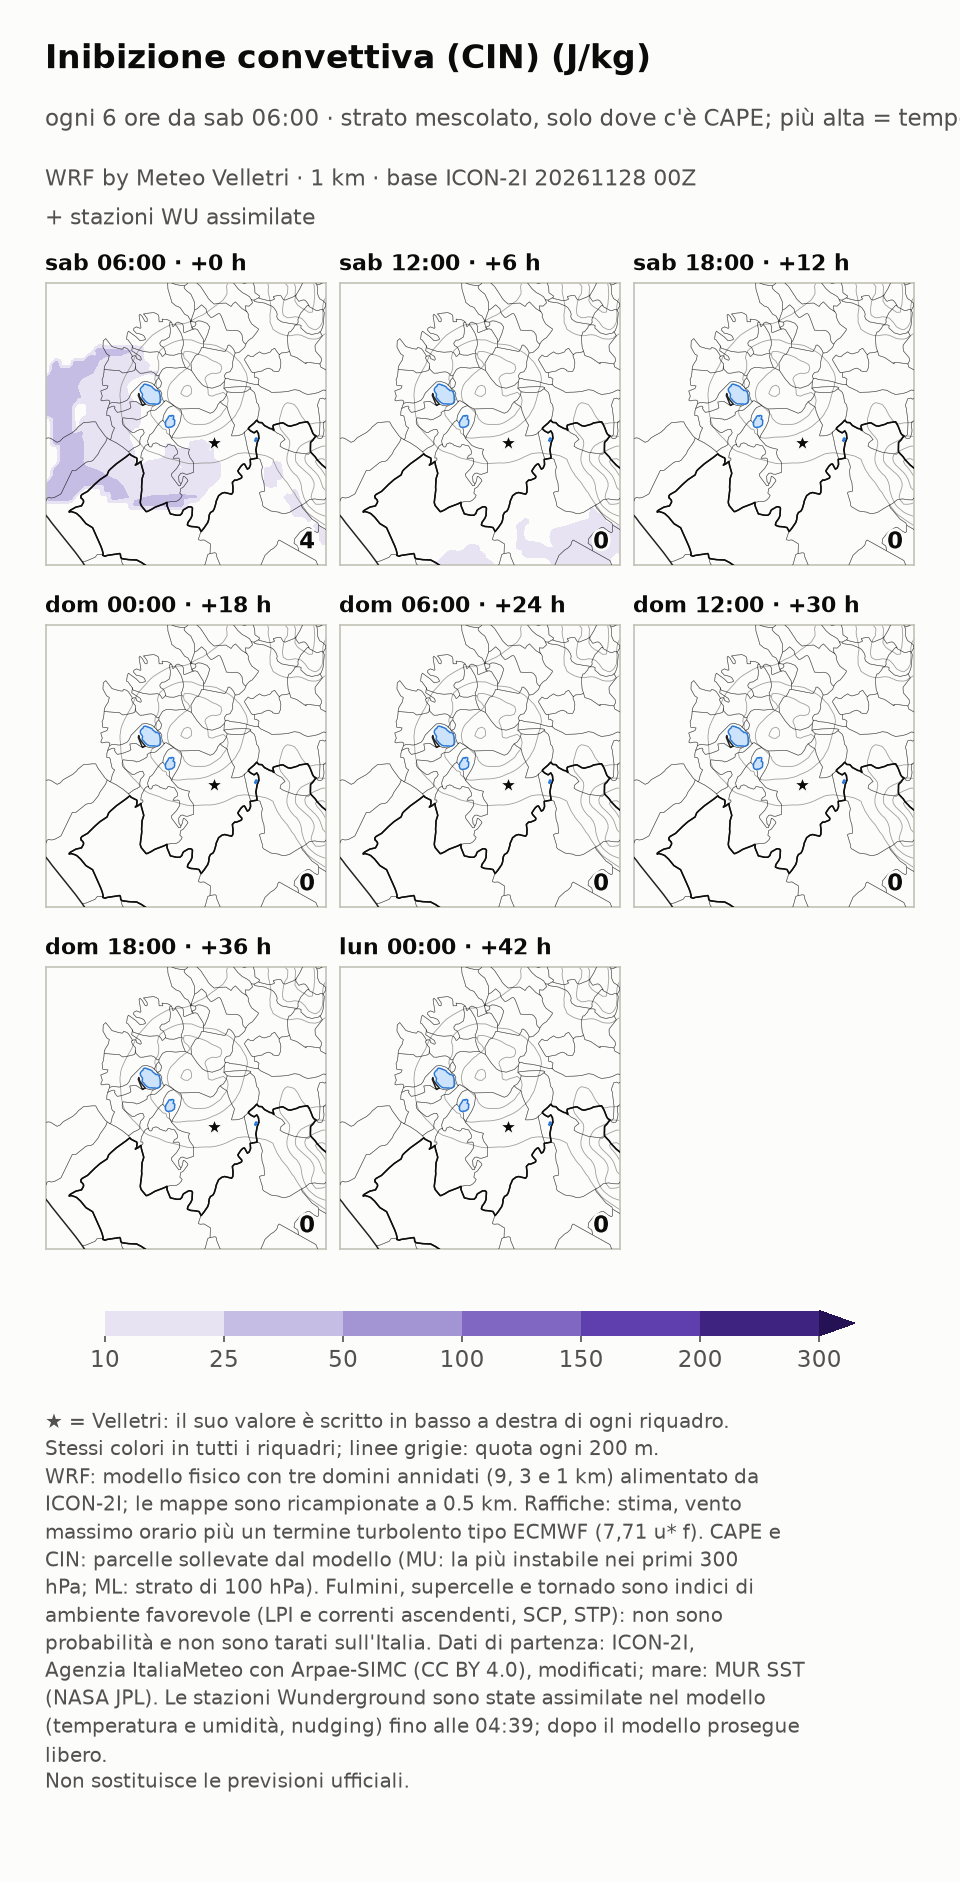 Inibizione convettiva (CIN) (J/kg)
ogni 6 ore da sab 06:00 · strato mescolato, solo dove c'è CAPE; più alta = temp
WRF by Meteo Velletri · 1 km · base ICON-2I 20261128 00Z
+ stazioni WU assimilate
sab 06:00 · +0 h
sab 12:00 · +6 h
sab 18:00 · +12 h
4
0
0
dom 00:00 · +18 h
dom 06:00 · +24 h
dom 12:00 · +30 h
0
0
0
dom 18:00 · +36 h
lun 00:00 · +42 h
0
0
10 25 50 100 150 200 300
★ = Velletri: il suo valore è scritto in basso a destra di ogni riquadro.
Stessi colori in tutti i riquadri; linee grigie: quota ogni 200 m.
WRF: modello fisico con tre domini annidati (9, 3 e 1 km) alimentato da
ICON-2I; le mappe sono ricampionate a 0.5 km. Raffiche: stima, vento
massimo orario più un termine turbolento tipo ECMWF (7,71 u* f). CAPE e
CIN: parcelle sollevate dal modello (MU: la più instabile nei primi 300
hPa; ML: strato di 100 hPa). Fulmini, supercelle e tornado sono indici di
ambiente favorevole (LPI e correnti ascendenti, SCP, STP): non sono
probabilità e non sono tarati sull'Italia. Dati di partenza: ICON-2I,
Agenzia ItaliaMeteo con Arpae-SIMC (CC BY 4.0), modificati; mare: MUR SST
(NASA JPL). Le stazioni Wunderground sono state assimilate nel modello
(temperatura e umidità, nudging) fino alle 04:39; dopo il modello prosegue
libero.
Non sostituisce le previsioni ufficiali.